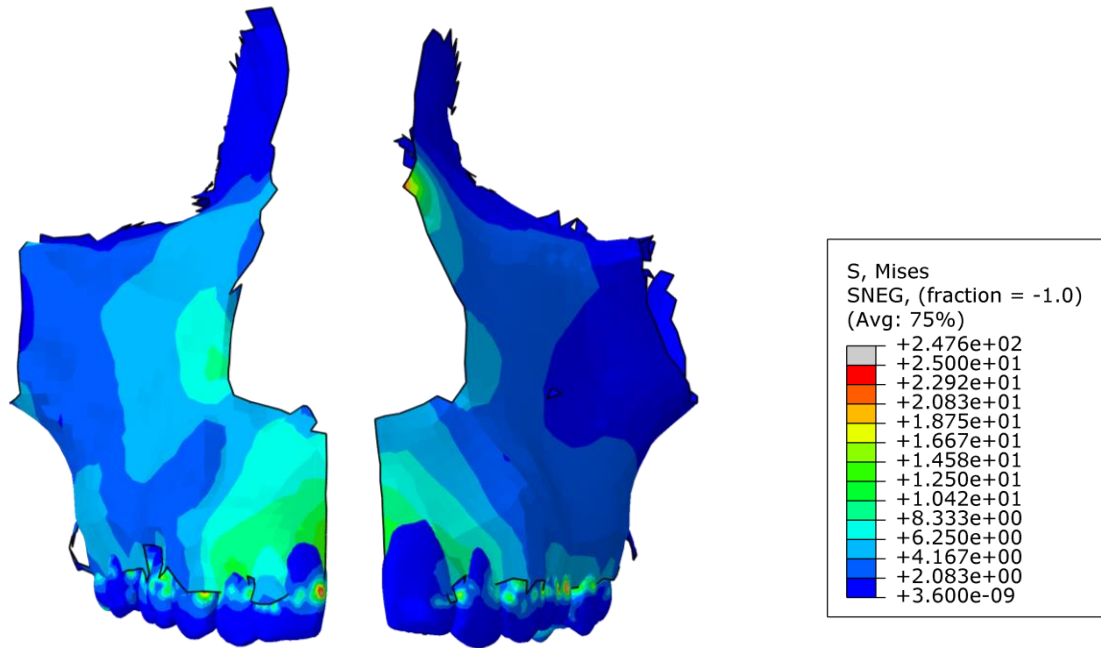 S, Mises
SNEG, (fraction = -1.0)
(Avg: 75%)
+2.476e+02
+2.500e+01
+2.292e+01
+2.083e+01
+1.875e+01
+1.667e+01
+1.458e+01
+1.250e+01
+1.042e+01
+8.333e+00
+6.250e+00
+4.167e+00
+2.083e+00
+3.600e-09